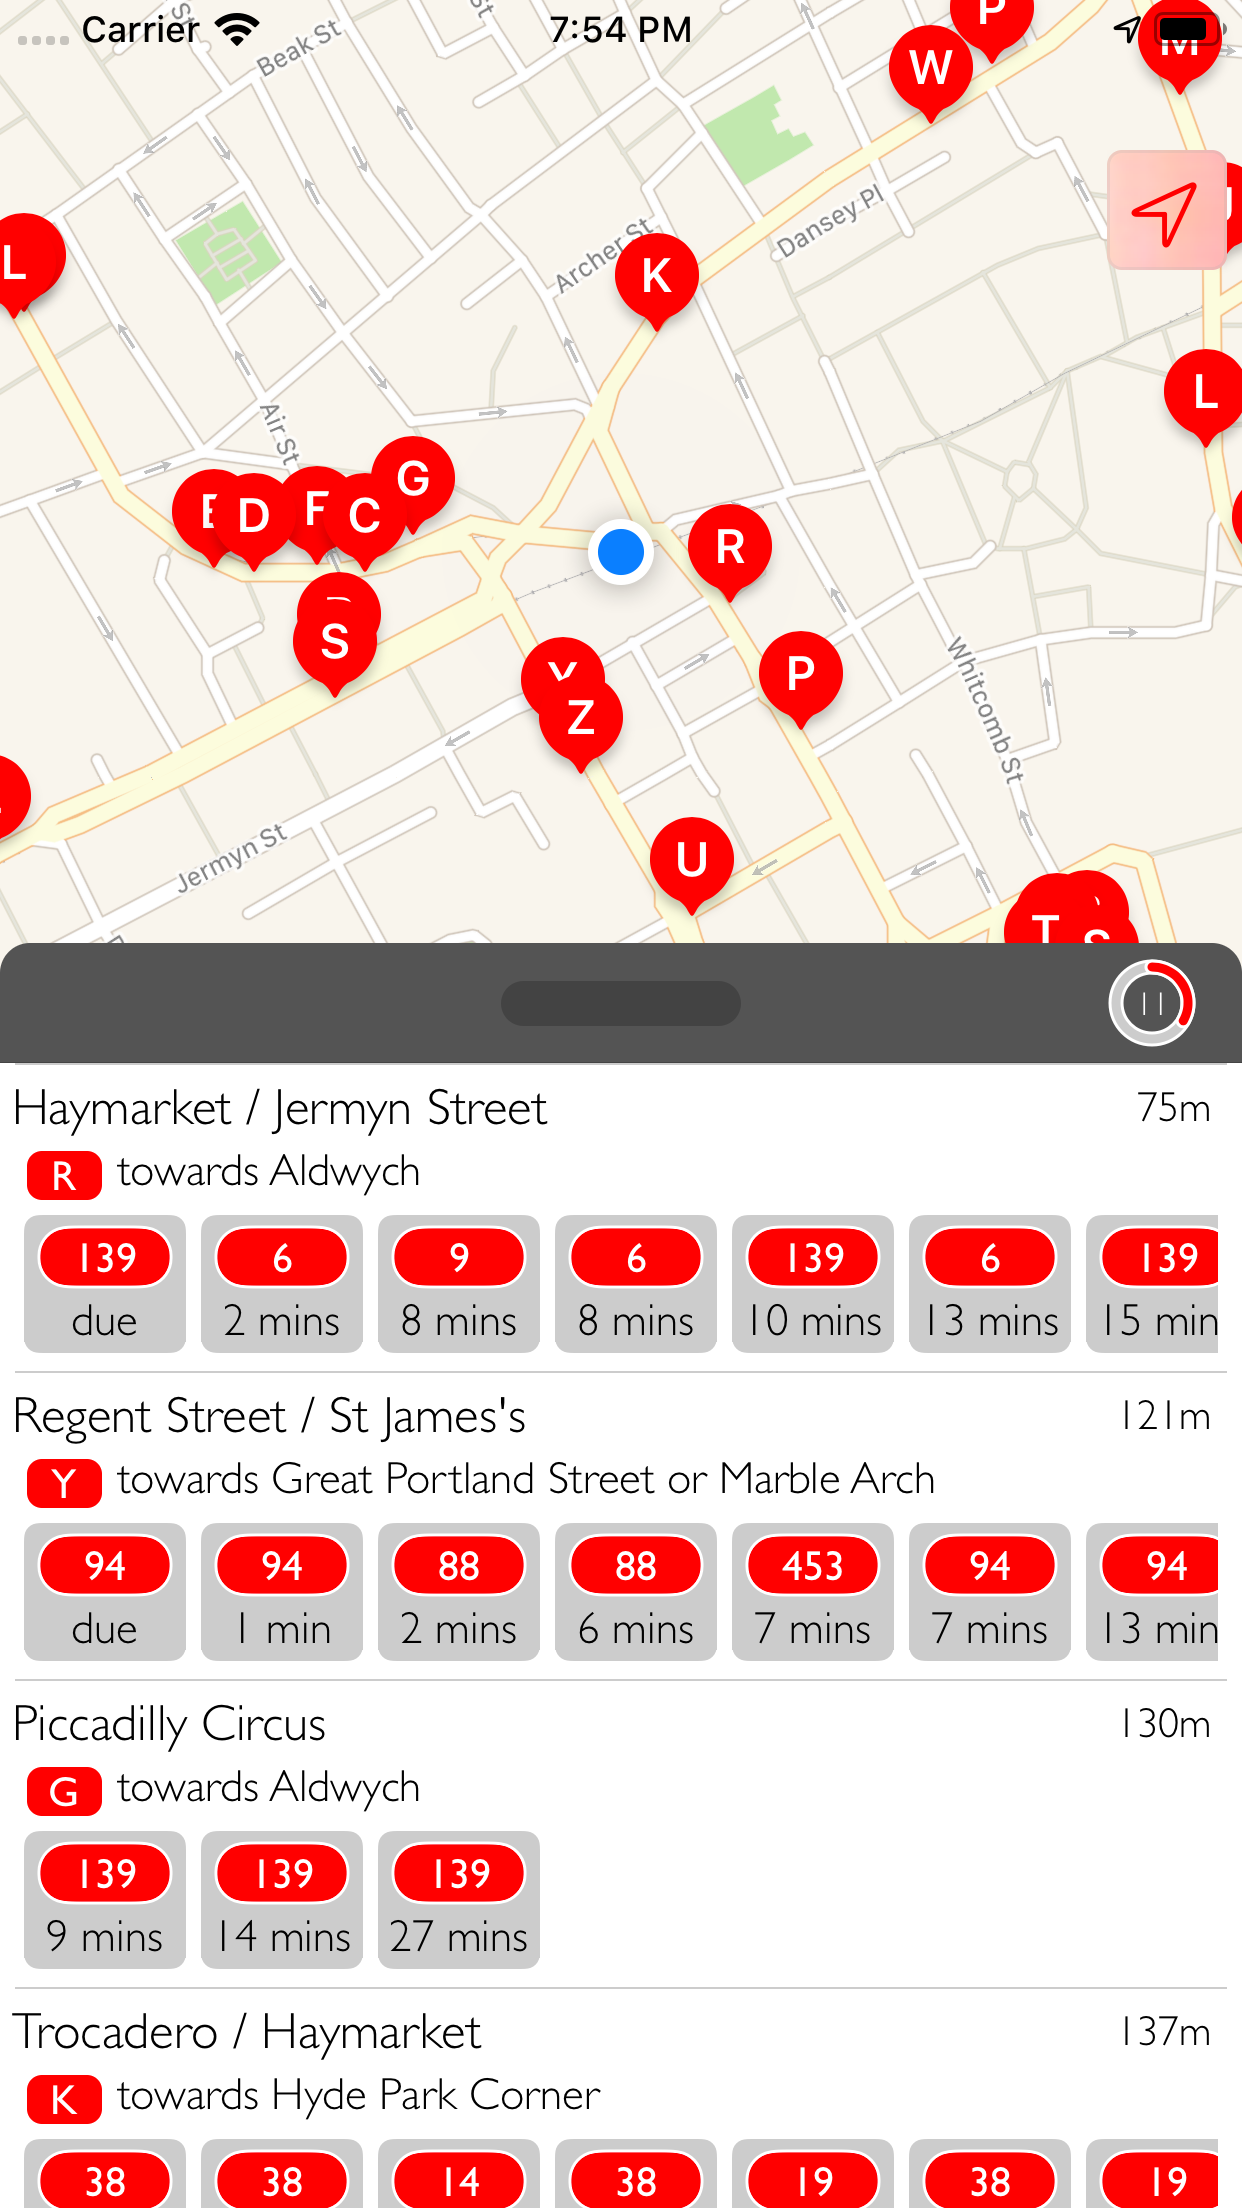 Carrier 7:54 PM
Beak St
St
St
P
W
M
Dansey Pl
Archer St
L
K
L
Air St
G
E D F C
R
S
Y
P
Z
Whitcomb St
U
Jermyn St
T S
Haymarket / Jermyn Street 75m
R towards Aldwych
139 6 9 6 139 13 139
due 2 mins 8 mins 8 mins 10 mins 13 mins 15 min
Regent Street / St James's 121m
Y towards Great Portland Street or Marble Arch
94 94 88 88 453 94 94
due 1 min 2 mins 6 mins 7 mins 7 mins 13 min
Piccadilly Circus 130m
G towards Aldwych
139 139 139
9 mins 14 mins 27 mins
Trocadero / Haymarket 137m
K towards Hyde Park Corner
38 38 14 38 19 38 19